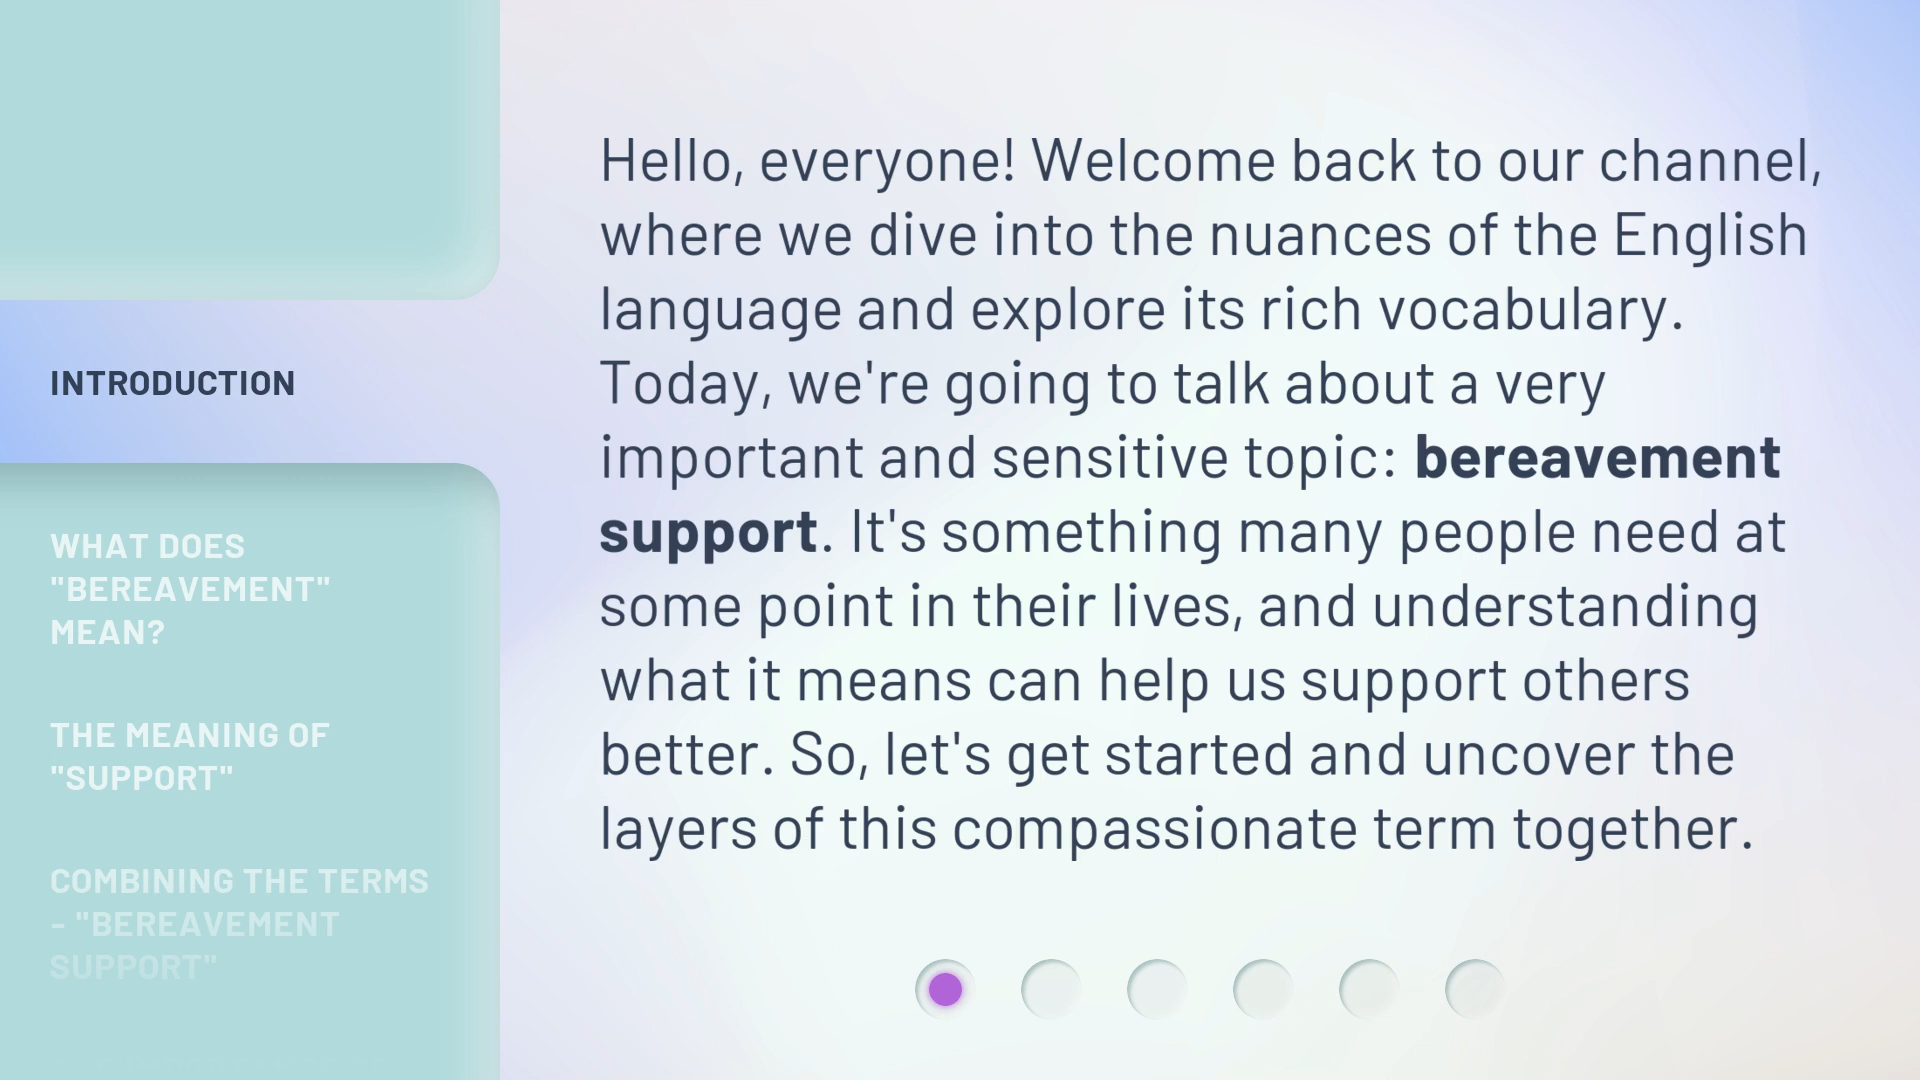 INTRODUCTION
WHAT DOES
"BEREAVEMENT"
MEAN?
THE MEANING OF
"SUPPORT"
COMBINING THE TERMS
- "BEREAVEMENT
SUPPORT"
Hello, everyone! Welcome back to our channel,
where we dive into the nuances of the English
language and explore its rich vocabulary.
Today, we're going to talk about a very
important and sensitive topic: bereavement
support. It's something many people need at
some point in their lives, and understanding
what it means can help us support others
better. So, let's get started and uncover the
layers of this compassionate term together.